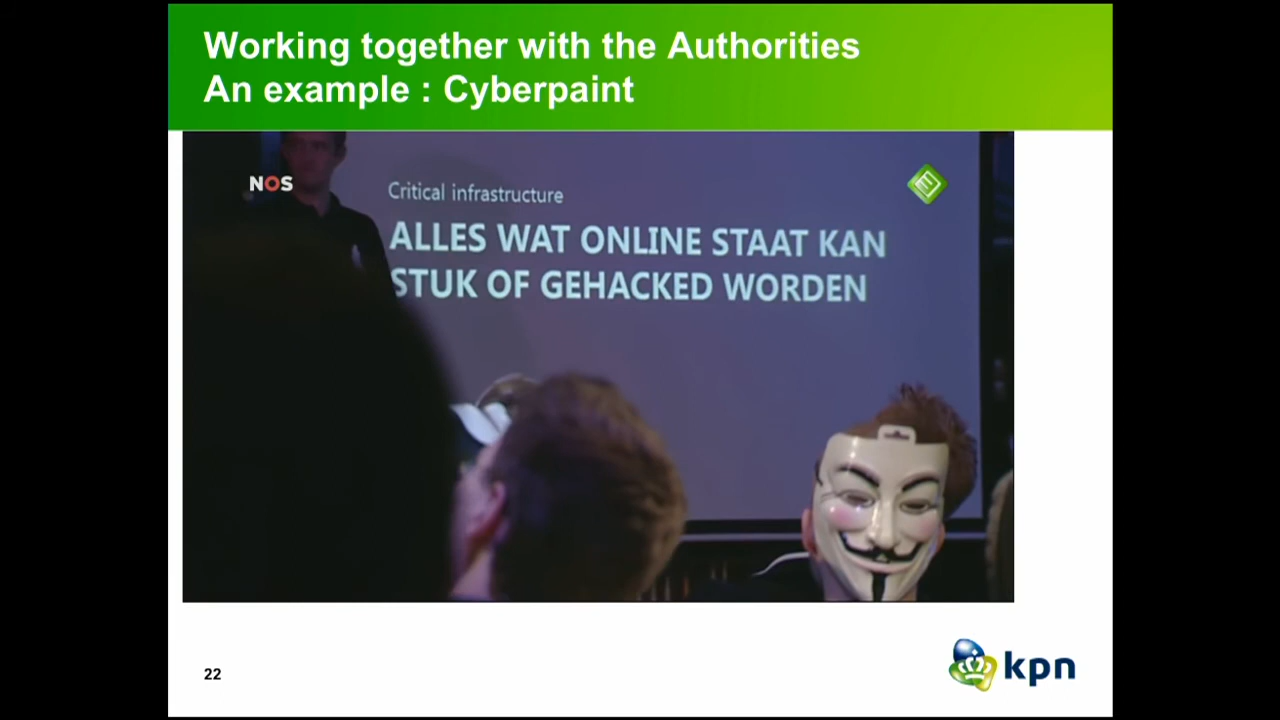 Working together with the Authorities
An example : Cyberpaint
NOS
Critical infrastructure
ALLES WAT ONLINE STAAT KAN
STUK OF GEHACKED WORDEN
22
kpn